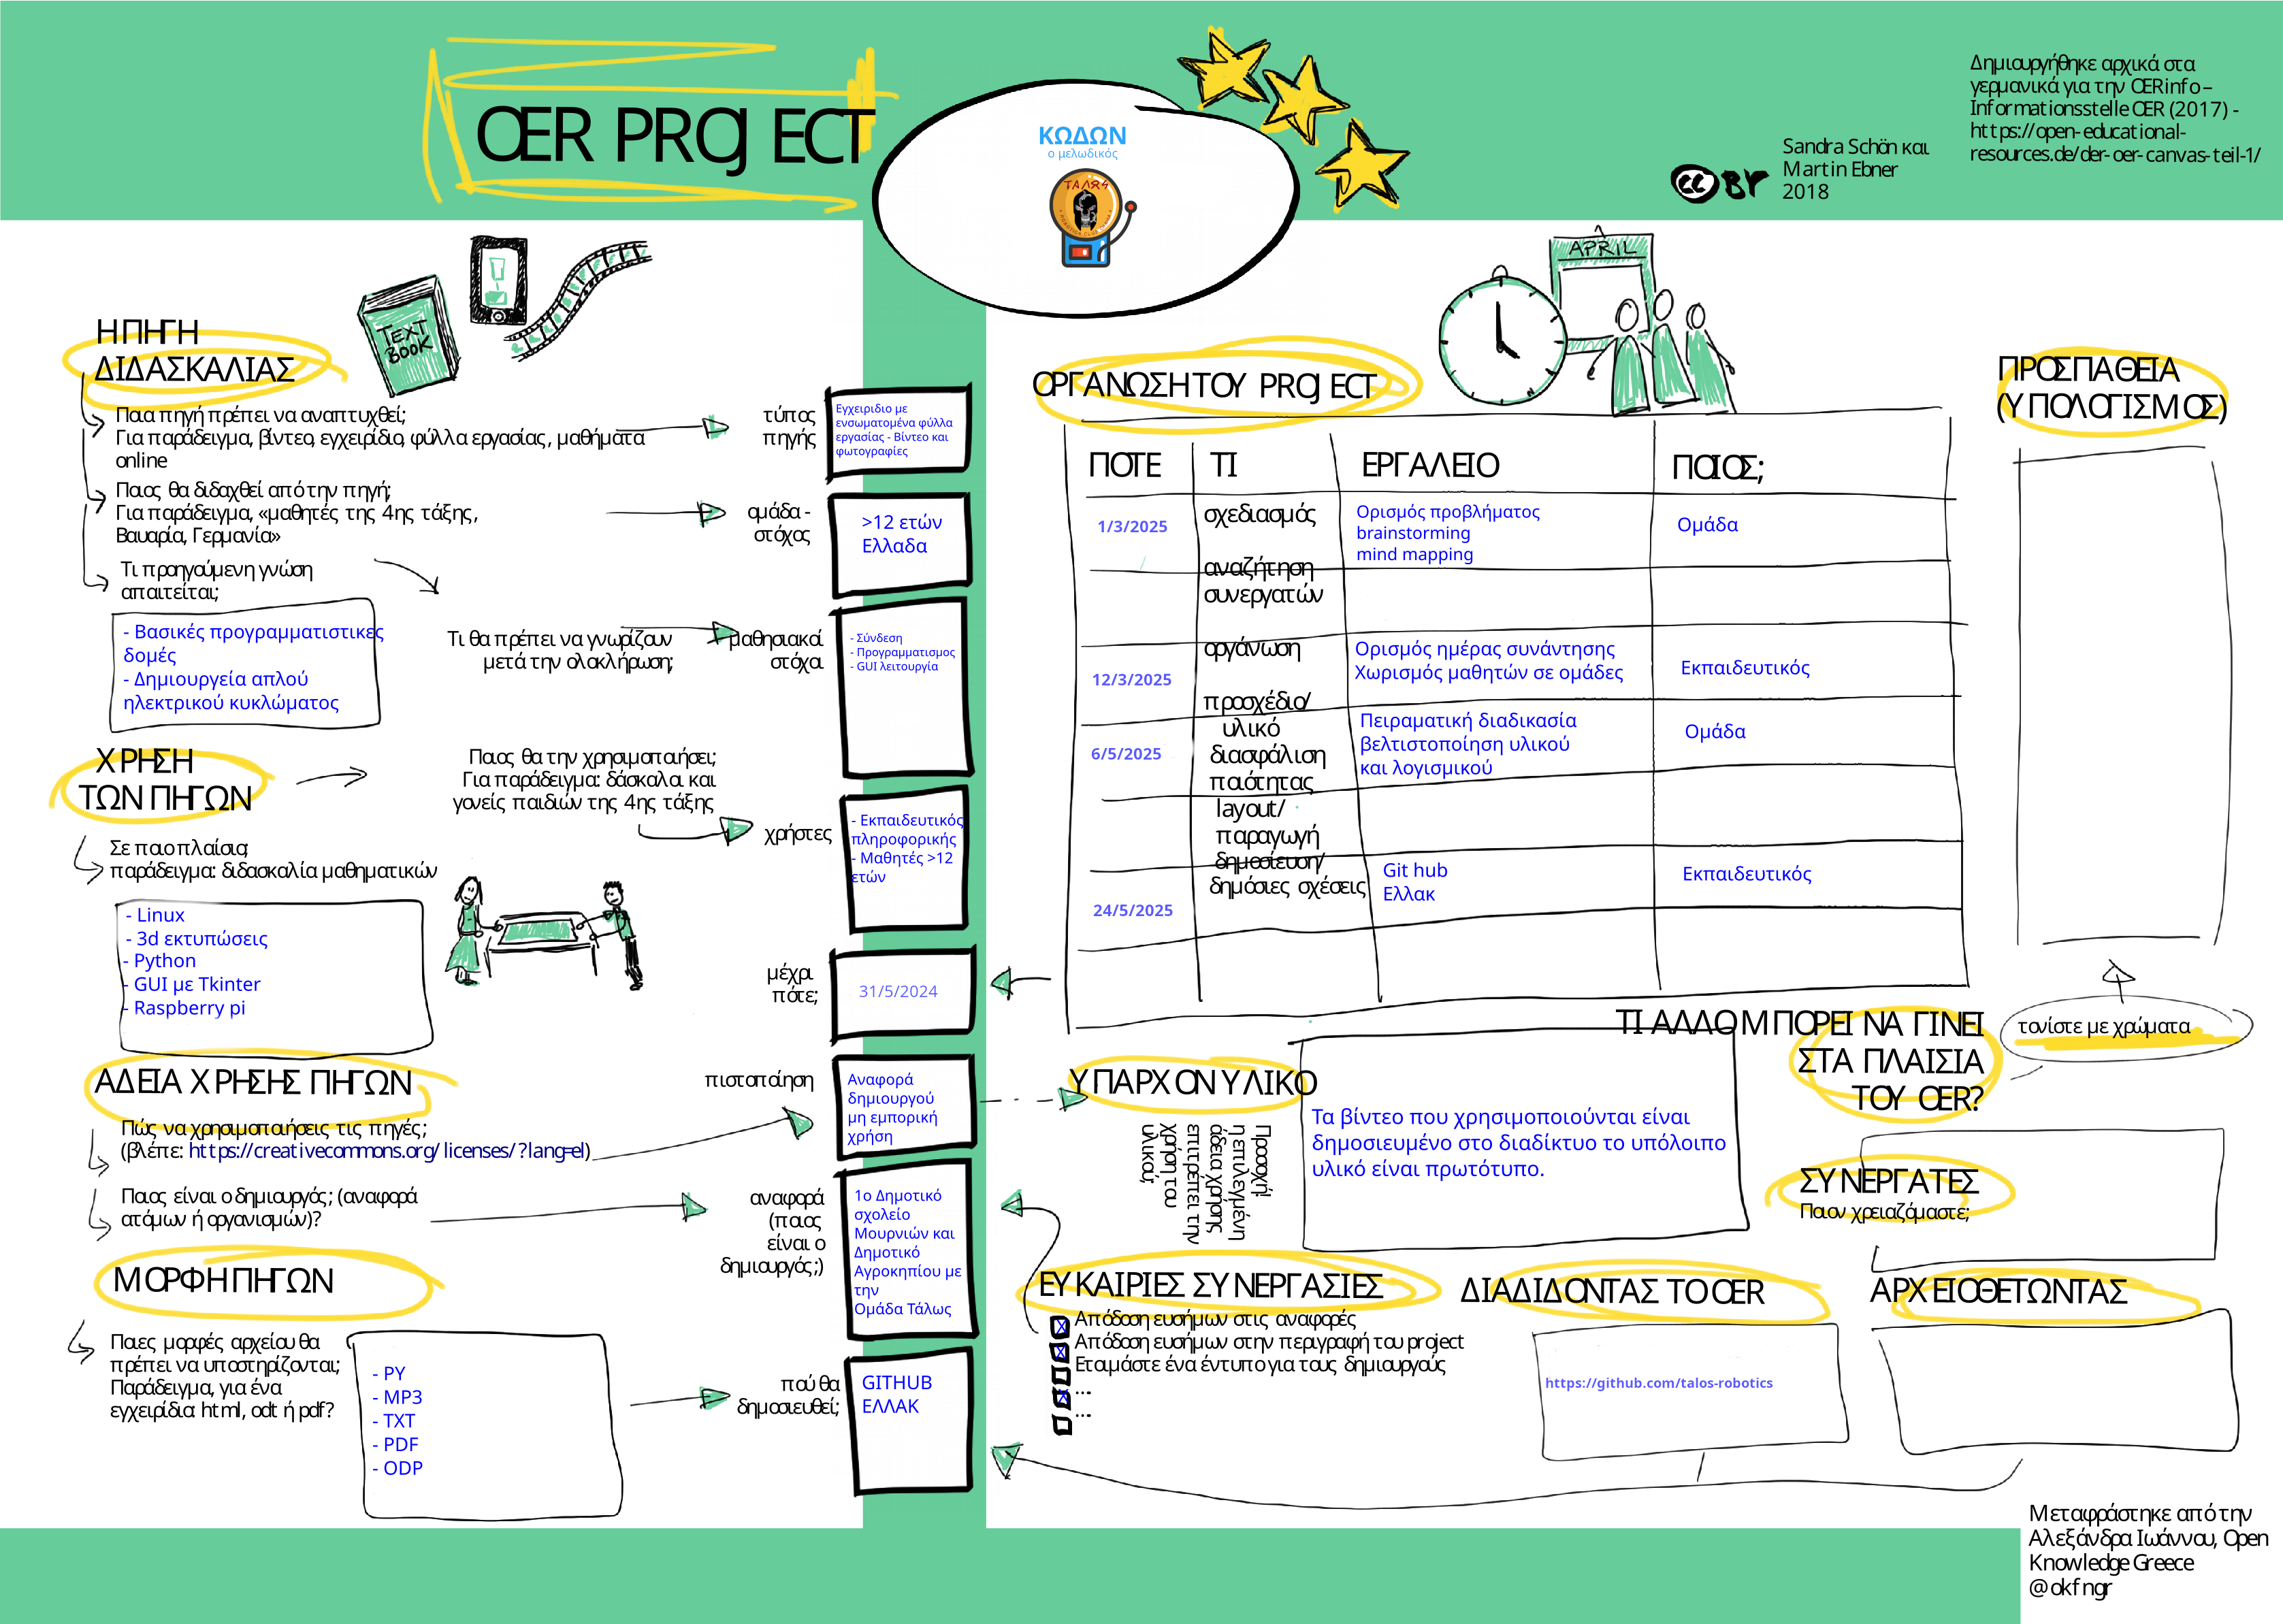 OER PROJECT
ΚΩΔΩΝ
ο μελωδικός
ΤΑΛΩΣ
Sandra Schön και
Martin Ebner
2018
cc BY
Δημιουργήθηκε αρχικά στα
γερμανικά για την OERinfo –
Informationsstelle OER (2017) -
https://open-educational-
resources.de/der-oer-canvas-teil-1/
APRIL
TEXT
BOOK
Η ΠΗΓΗ
ΔΙΔΑΣΚΑΛΙΑΣ
Ποια πηγή πρέπει να αναπτυχθεί;
Για παράδειγμα, βίντεο, εγχειρίδιο, φύλλα εργασίας, μαθήματα
online
τύπος
πηγής
Εγχειριδιο με
ενσωματομένα φύλλα
εργασίας - Βίντεο και
φωτογραφίες
Ποιος θα διδαχθεί από την πηγή;
Για παράδειγμα, «μαθητές της 4ης τάξης,
Βαυαρία, Γερμανία»
ομάδα -
στόχος
>12 ετών
Ελλαδα
Τι προηγούμενη γνώση
απαιτείται;
- Βασικές προγραμματιστικες
δομές
- Δημιουργεία απλού
ηλεκτρικού κυκλώματος
Τι θα πρέπει να γνωρίζουν
μετά την ολοκλήρωση;
μαθησιακοί
στόχοι
- Σύνδεση
- Προγραμματισμος
- GUI λειτουργία
ΧΡΗΣΗ
ΤΩΝ ΠΗΓΩΝ
Ποιος θα την χρησιμοποιήσει;
Για παράδειγμα: δάσκαλοι και
γονείς παιδιών της 4ης τάξης
χρήστες
- Εκπαιδευτικός
πληροφορικής
- Μαθητές >12
ετών
Σε ποιο πλαίσιο;
παράδειγμα: διδασκαλία μαθηματικών
- Linux
- 3d εκτυπώσεις
- Python
- GUI με Tkinter
- Raspberry pi
μέχρι
πότε;
31/5/2024
ΑΔΕΙΑ ΧΡΗΣΗΣ ΠΗΓΩΝ
Πώς να χρησιμοποιήσεις τις πηγές;
(βλέπε: https://creativecommons.org/licenses/?lang=el)
πιστοποίηση
Αναφορά
δημιουργού
μη εμπορική
χρήση
Ποιος είναι ο δημιουργός; (αναφορά
ατόμων ή οργανισμών)?
αναφορά
(ποιος
είναι ο
δημιουργός;)
1ο Δημοτικό
σχολείο
Μουρνιών και
Δημοτικό
Αγροκηπίου με
την
Ομάδα Τάλως
ΜΟΡΦΗ ΠΗΓΩΝ
Ποιες μορφές αρχείου θα
πρέπει να υποστηρίζονται;
Παράδειγμα, για ένα
εγχειρίδιο: html, odt ή pdf?
- PY
- MP3
- TXT
- PDF
- ODP
πού θα
δημοσιευθεί;
GITHUB
ΕΛΛΑΚ
ΟΡΓΑΝΩΣΗ ΤΟΥ PROJECT
ΠΟΤΕ ΤΙ ΕΡΓΑΛΕΙΟ ΠΟΙΟΣ;
1/3/2025
σχεδιασμός
Ορισμός προβλήματος
brainstorming
mind mapping
Ομάδα
αναζήτηση
συνεργατών
12/3/2025
οργάνωση
Ορισμός ημέρας συνάντησης
Χωρισμός μαθητών σε ομάδες
Εκπαιδευτικός
6/5/2025
προσχέδιο/
υλικό
διασφάλιση
ποιότητας
Πειραματική διαδικασία
βελτιστοποίηση υλικού
και λογισμικού
Ομάδα
layout/
παραγωγή
24/5/2025
δημοσίευση/
δημόσιες σχέσεις
Git hub
Ελλακ
Εκπαιδευτικός
ΠΡΟΣΠΑΘΕΙΑ
(ΥΠΟΛΟΓΙΣΜΟΣ)
τονίστε με χρώματα
ΥΠΑΡΧΟΝ ΥΛΙΚΟ
Προσοχή!
η επιλεγμένη
άδεια χρήσης
επιτρέπει την
χρήση του
υλικού;
Τα βίντεο που χρησιμοποιούνται είναι
δημοσιευμένο στο διαδίκτυο το υπόλοιπο
υλικό είναι πρωτότυπο.
ΤΙ ΑΛΛΟ ΜΠΟΡΕΙ ΝΑ ΓΙΝΕΙ
ΣΤΑ ΠΛΑΙΣΙΑ
ΤΟΥ OER?
ΣΥΝΕΡΓΑΤΕΣ
Ποιον χρειαζόμαστε;
ΕΥΚΑΙΡΙΕΣ ΣΥΝΕΡΓΑΣΙΕΣ
X Απόδοση ευσήμων στις αναφορές
X Απόδοση ευσήμων στην περιγραφή του project
Ετοιμάστε ένα έντυπο για τους δημιουργούς
X ...
...
ΔΙΑΔΙΔΟΝΤΑΣ ΤΟ OER
https://github.com/talos-robotics
ΑΡΧΕΙΟΘΕΤΩΝΤΑΣ
Μεταφράστηκε από την
Αλεξάνδρα Ιωάννου, Open
Knowledge Greece
@okfngr